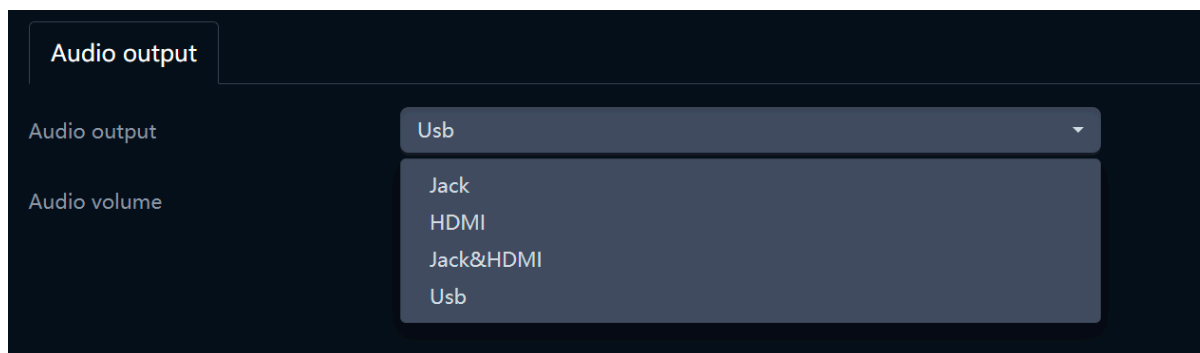 Audio output
Audio output
Usb
Jack
Audio volume
HDMI
Jack&HDMI
Usb